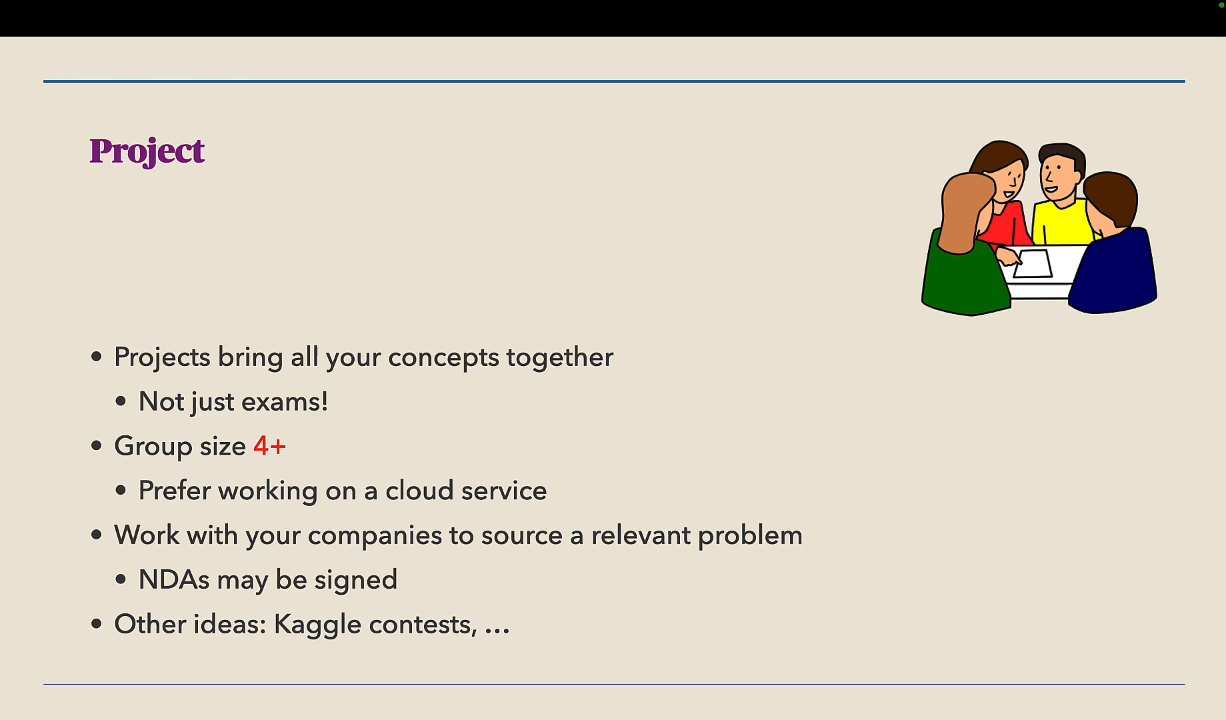 Project
• Projects bring all your concepts together
• Not just exams!
• Group size 4+
• Prefer working on a cloud service
• Work with your companies to source a relevant problem
• NDAs may be signed
• Other ideas: Kaggle contests, …